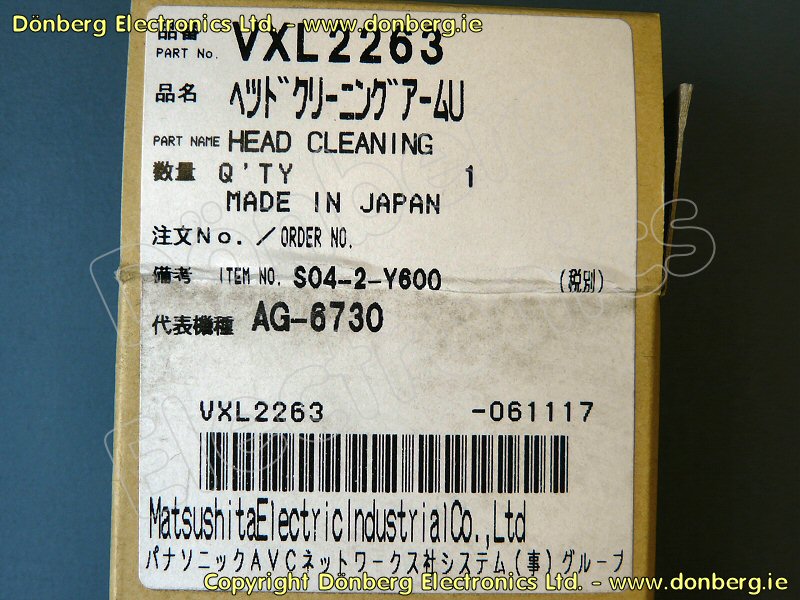 Dönberg Electronics Ltd. - www.donberg.ie
品番
PART No. VXL2263
品名 ヘッドクリーニングアームU
PART NAME HEAD CLEANING
数量 Q'TY 1
MADE IN JAPAN
注文No./ORDER NO.
備考 ITEM NO. S04-2-Y600 (税別)
代表機種 AG-6730
VXL2263 -061117
MatsushitaElectricIndustrialCo.,Ltd
パナソニックAVCネットワークス社システム(事)グループ
Copyright Dönberg Electronics Ltd. - www.donberg.ie
Dönberg
Electronics